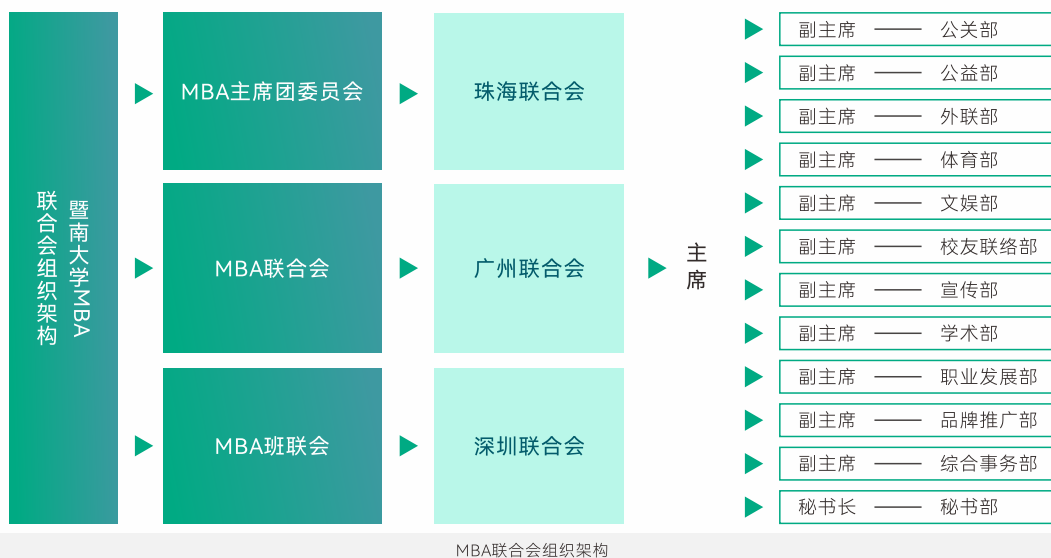 暨南大学MBA
联合会组织架构
MBA主席团委员会
MBA联合会
MBA班联会
珠海联合会
广州联合会
深圳联合会
主席
副主席 —— 公关部
副主席 —— 公益部
副主席 —— 外联部
副主席 —— 体育部
副主席 —— 文娱部
副主席 —— 校友联络部
副主席 —— 宣传部
副主席 —— 学术部
副主席 —— 职业发展部
副主席 —— 品牌推广部
副主席 —— 综合事务部
秘书长 —— 秘书部
MBA联合会组织架构